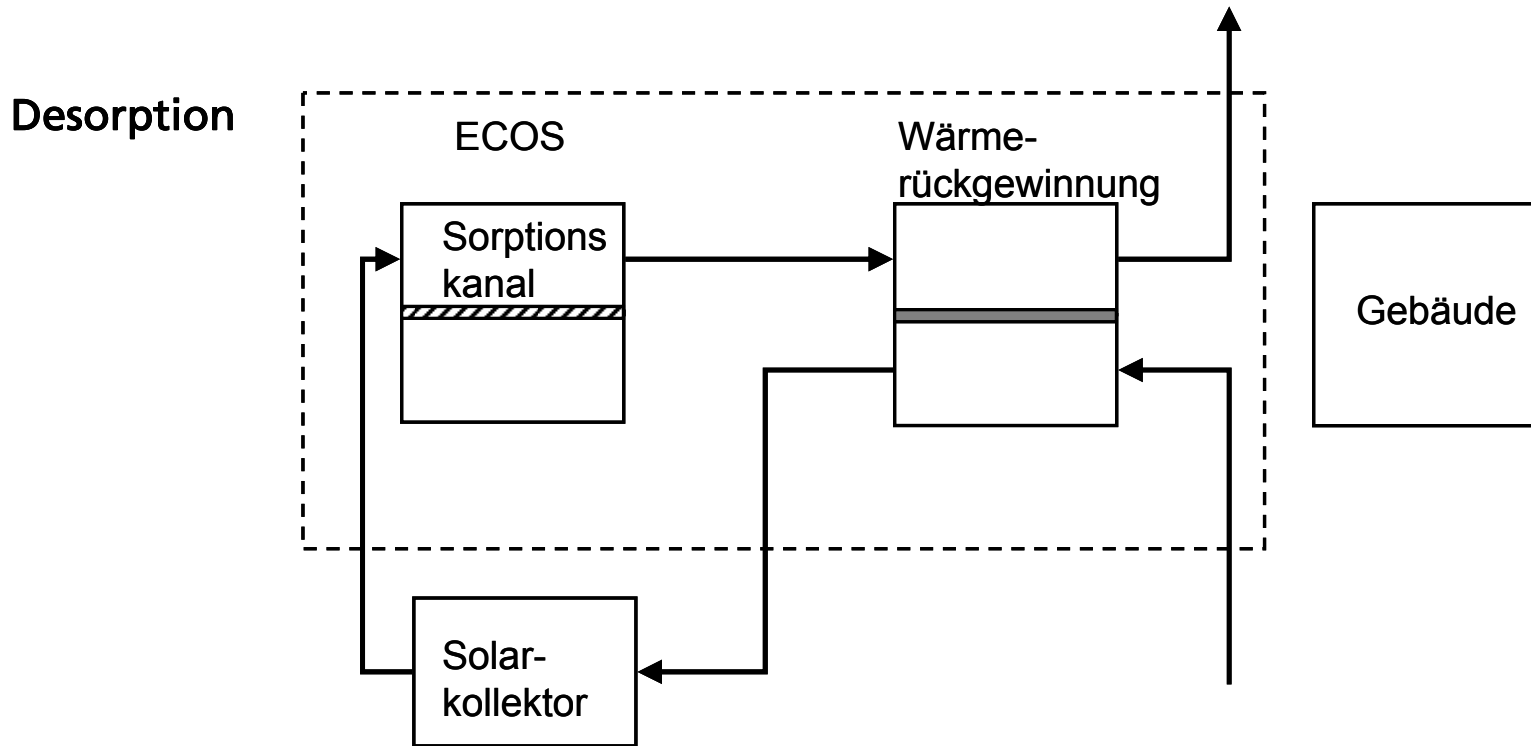 Desorption
ECOS
Wärme-
rückgewinnung
Sorptions
kanal
Gebäude
Solar-
kollektor